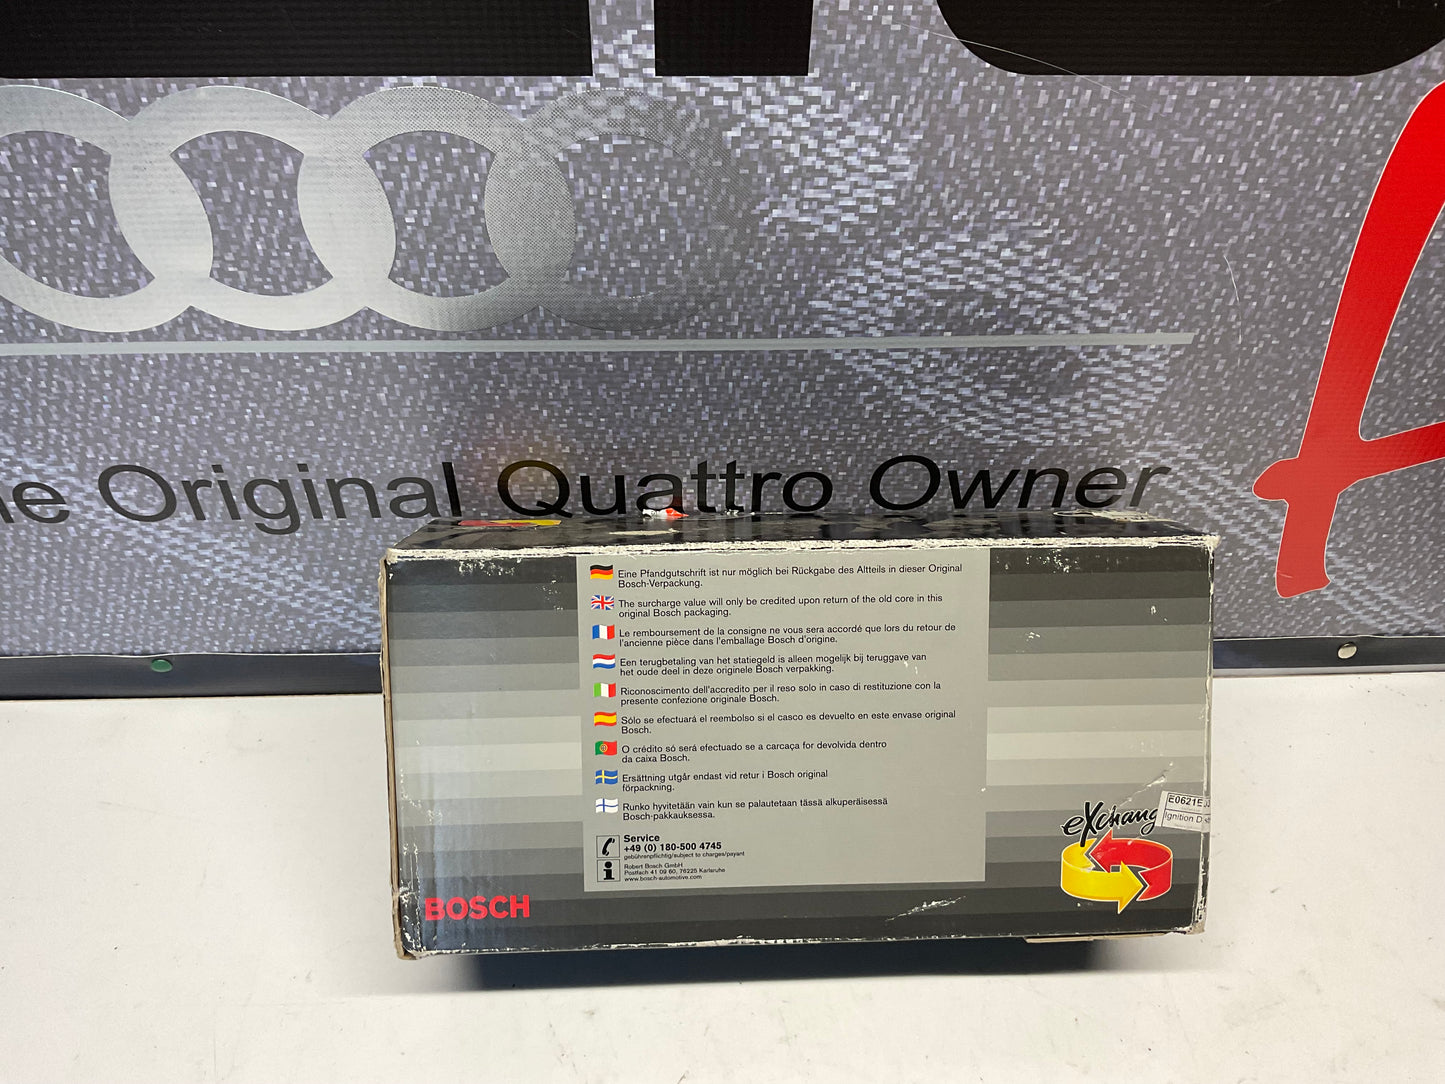 Original Quattro Owner
Eine Pfandgutschrift ist nur möglich bei Rückgabe des Altteils in dieser Original
Bosch-Verpackung.
The surcharge value will only be credited upon return of the old core in this
original Bosch packaging.
Le remboursement de la consigne ne vous sera accordé que lors du retour de
l'ancienne pièce dans l'emballage Bosch d'origine.
Een terugbetaling van het statiegeld is alleen mogelijk bij teruggave van
het oude deel in deze originele Bosch verpakking.
Riconoscimento dell'accredito per il reso solo in caso di restituzione con la
presente confezione originale Bosch.
Sólo se efectuará el reembolso si el casco es devuelto en este envase original
Bosch.
O crédito só será efectuado se a carcaça for devolvida dentro
da caixa Bosch.
Ersättning utgår endast vid retur i Bosch original
förpackning.
Runko hyvitetään vain kun se palautetaan tässä alkuperäisessä
Bosch-pakkauksessa.
Service
+49 (0) 180-500 4745
gebührenpflichtig/subject to charges/payant
Robert Bosch GmbH
Postfach 41 09 60, 76225 Karlsruhe
www.bosch-automotive.com
BOSCH
eXchang
E0621E
Ignition D